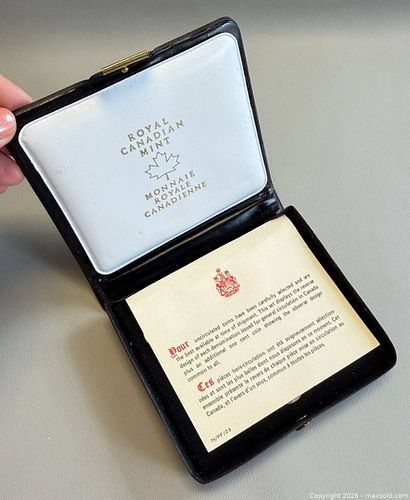 ROYAL
CANADIAN
MINT
MONNAIE
ROYALE
CANADIENNE
Your uncirculated coins have been carefully selected and are
the best available at time of shipment. This set displays the reverse
design of each denomination issued for general circulation in Canada
plus an additional one cent coin showing the obverse design
common to all.
Ces pièces hors-circulation ont été soigneusement sélection-
nées et sont les plus belles dont nous disposions en ce moment. Cet
ensemble présente le revers de chaque pièce mise en circulation au
Canada, et l'avers d'un sous, commun à toutes les pièces.
N/PF/23
Copyright 2026 - maxsold.com